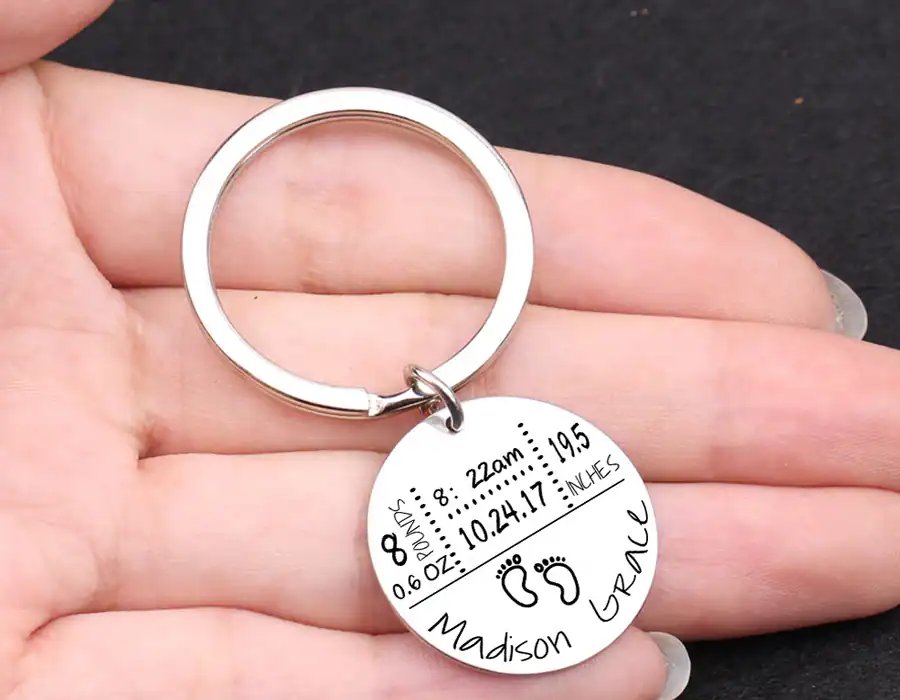 8 POUNDS
0.6 OZ
8: 22am
10.24.17
19.5
INCHES
Madison Grace